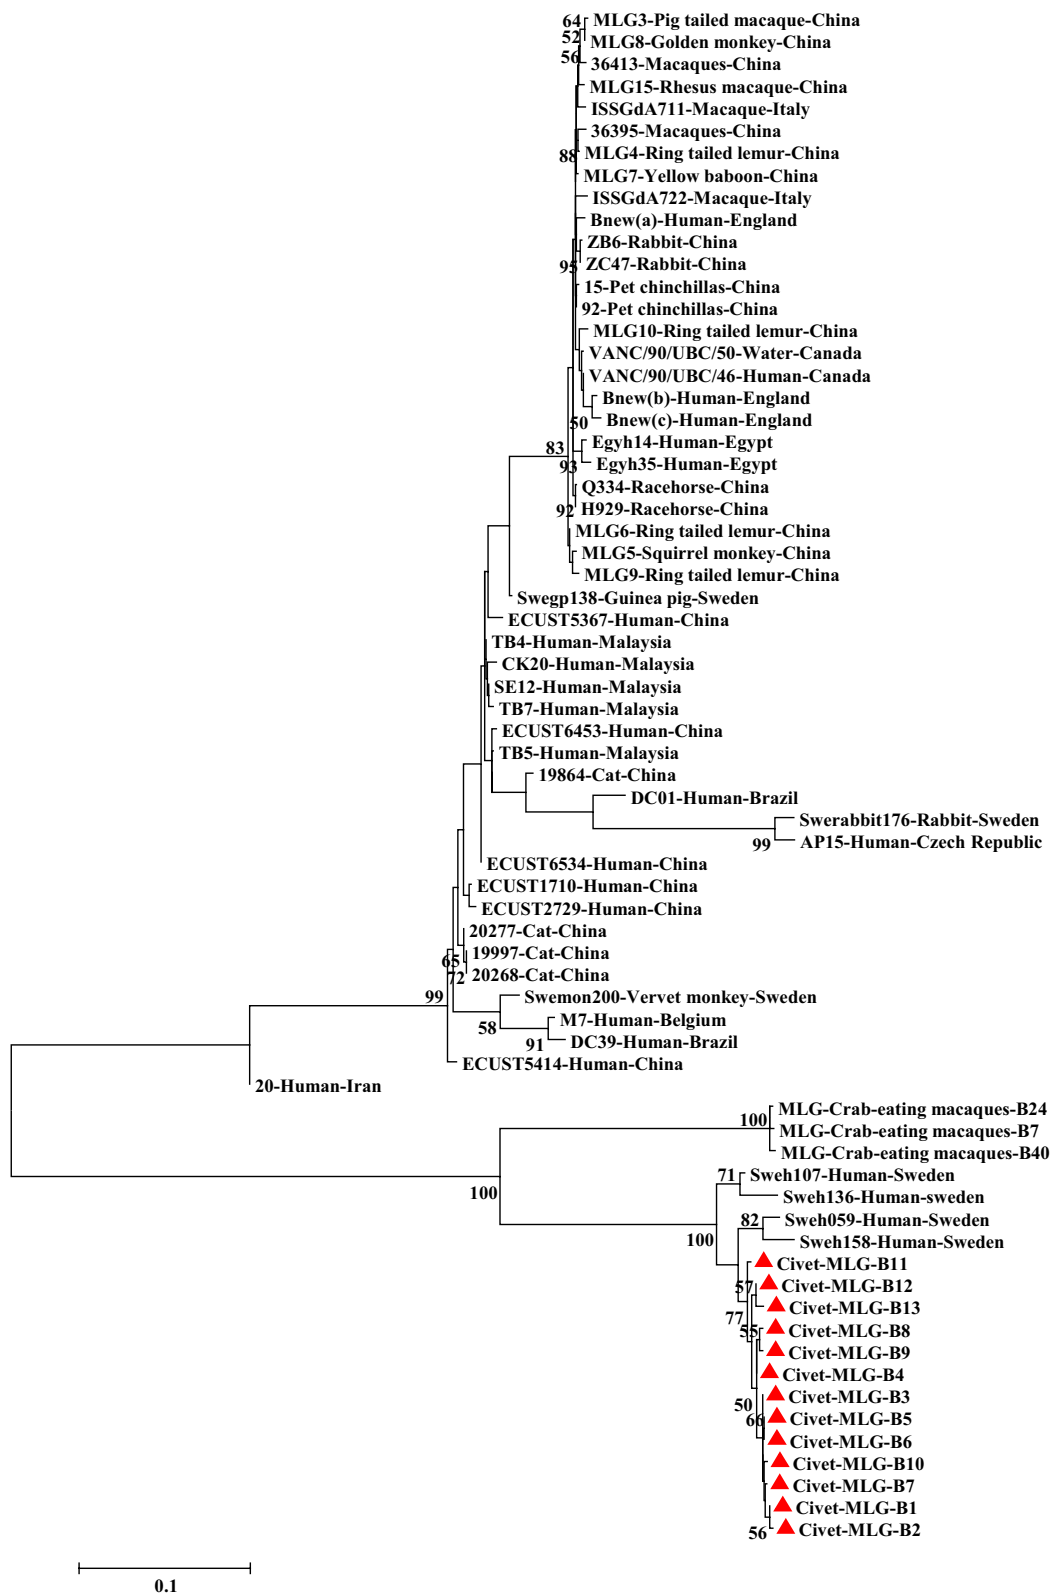 64
MLG3-Pig tailed macaque-China
52
MLG8-Golden monkey-China
56
36413-Macaques-China
MLG15-Rhesus macaque-China
ISSGdA711-Macaque-Italy
36395-Macaques-China
88
MLG4-Ring tailed lemur-China
MLG7-Yellow baboon-China
ISSGdA722-Macaque-Italy
Bnew(a)-Human-England
ZB6-Rabbit-China
95
ZC47-Rabbit-China
15-Pet chinchillas-China
92-Pet chinchillas-China
MLG10-Ring tailed lemur-China
VANC/90/UBC/50-Water-Canada
VANC/90/UBC/46-Human-Canada
Bnew(b)-Human-England
50
Bnew(c)-Human-England
83
Egyh14-Human-Egypt
93
Egyh35-Human-Egypt
Q334-Racehorse-China
92
H929-Racehorse-China
MLG6-Ring tailed lemur-China
MLG5-Squirrel monkey-China
MLG9-Ring tailed lemur-China
Swegp138-Guinea pig-Sweden
ECUST5367-Human-China
TB4-Human-Malaysia
CK20-Human-Malaysia
SE12-Human-Malaysia
TB7-Human-Malaysia
ECUST6453-Human-China
TB5-Human-Malaysia
19864-Cat-China
DC01-Human-Brazil
Swerabbit176-Rabbit-Sweden
99
AP15-Human-Czech Republic
ECUST6534-Human-China
ECUST1710-Human-China
ECUST2729-Human-China
20277-Cat-China
65
19997-Cat-China
72
20268-Cat-China
99
Swemon200-Vervet monkey-Sweden
58
M7-Human-Belgium
91
DC39-Human-Brazil
ECUST5414-Human-China
20-Human-Iran
MLG-Crab-eating macaques-B24
100
MLG-Crab-eating macaques-B7
MLG-Crab-eating macaques-B40
71
Sweh107-Human-Sweden
100
Sweh136-Human-sweden
82
Sweh059-Human-Sweden
100
Sweh158-Human-Sweden
Civet-MLG-B11
57
Civet-MLG-B12
Civet-MLG-B13
77
55
Civet-MLG-B8
Civet-MLG-B9
Civet-MLG-B4
Civet-MLG-B3
50
66
Civet-MLG-B5
Civet-MLG-B6
Civet-MLG-B10
Civet-MLG-B7
Civet-MLG-B1
56
Civet-MLG-B2
0.1